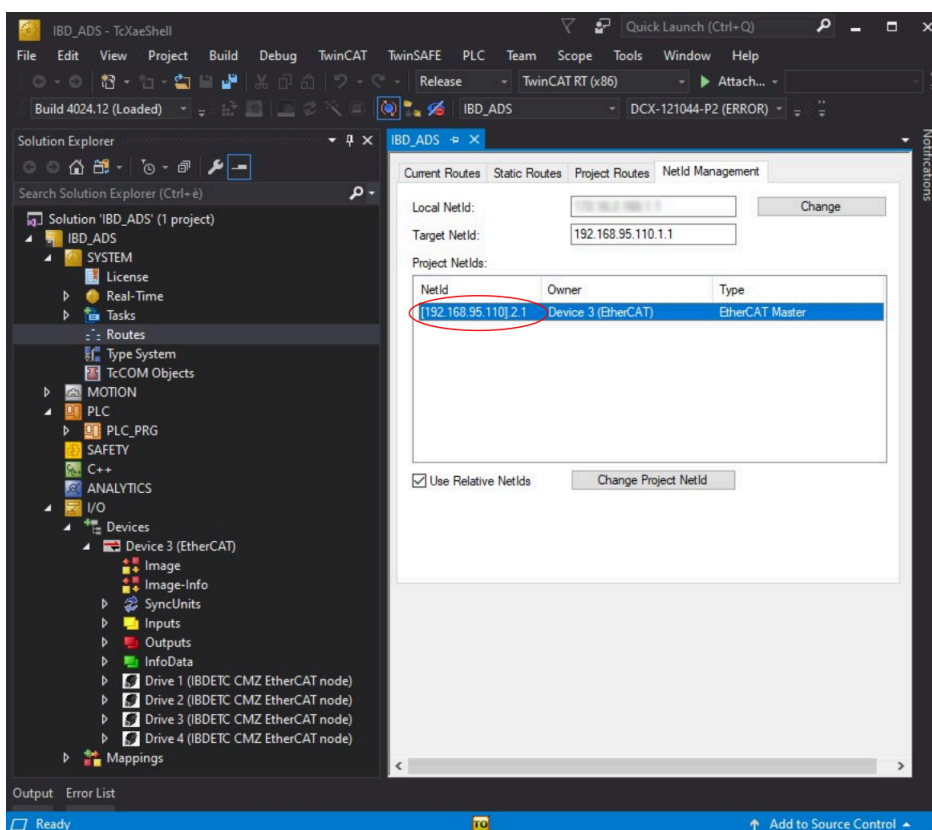 IBD_ADS - TcXaeShell
Quick Launch (Ctrl+Q)
File Edit View Project Build Debug TwinCAT TwinSAFE PLC Team Scope Tools Window Help
Release TwinCAT RT (x86) Attach...
Build 4024.12 (Loaded) IBD_ADS DCX-121044-P2 (ERROR)
Solution Explorer
Search Solution Explorer (Ctrl+è)
Solution 'IBD_ADS' (1 project)
IBD_ADS
SYSTEM
License
Real-Time
Tasks
Routes
Type System
TcCOM Objects
MOTION
PLC
PLC_PRG
SAFETY
C++
ANALYTICS
I/O
Devices
Device 3 (EtherCAT)
Image
Image-Info
SyncUnits
Inputs
Outputs
InfoData
Drive 1 (IBDETC CMZ EtherCAT node)
Drive 2 (IBDETC CMZ EtherCAT node)
Drive 3 (IBDETC CMZ EtherCAT node)
Drive 4 (IBDETC CMZ EtherCAT node)
Mappings
IBD_ADS
Current Routes Static Routes Project Routes NetId Management
Local NetId: Change
Target NetId: 192.168.95.110.1.1
Project NetIds:
NetId Owner Type
[192.168.95.110].2.1 Device 3 (EtherCAT) EtherCAT Master
Use Relative NetIds Change Project NetId
Notifications
Output Error List
Ready Add to Source Control